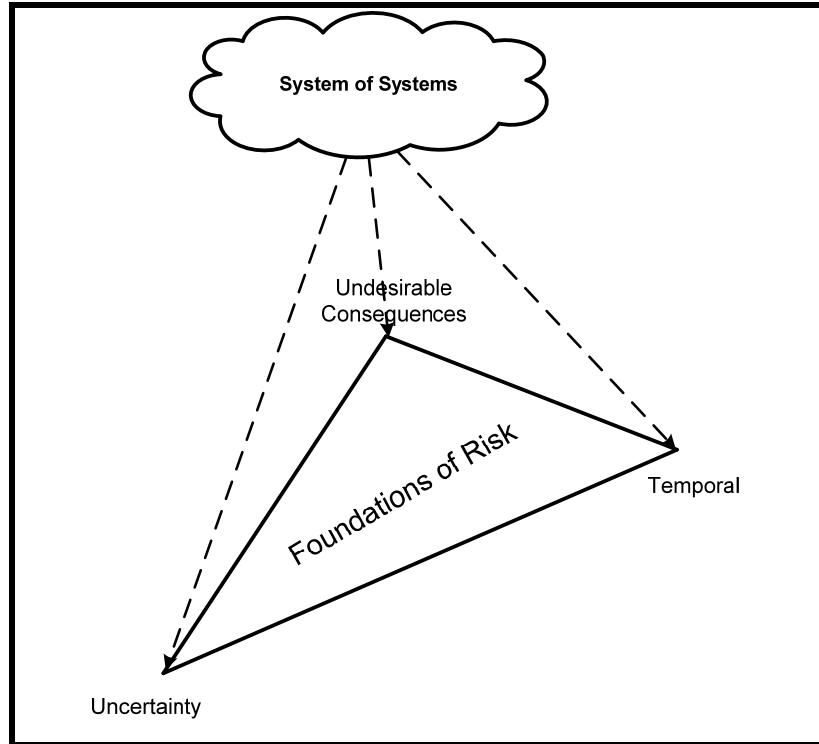 System of Systems
Undesirable
Consequences
Foundations of Risk
Temporal
Uncertainty